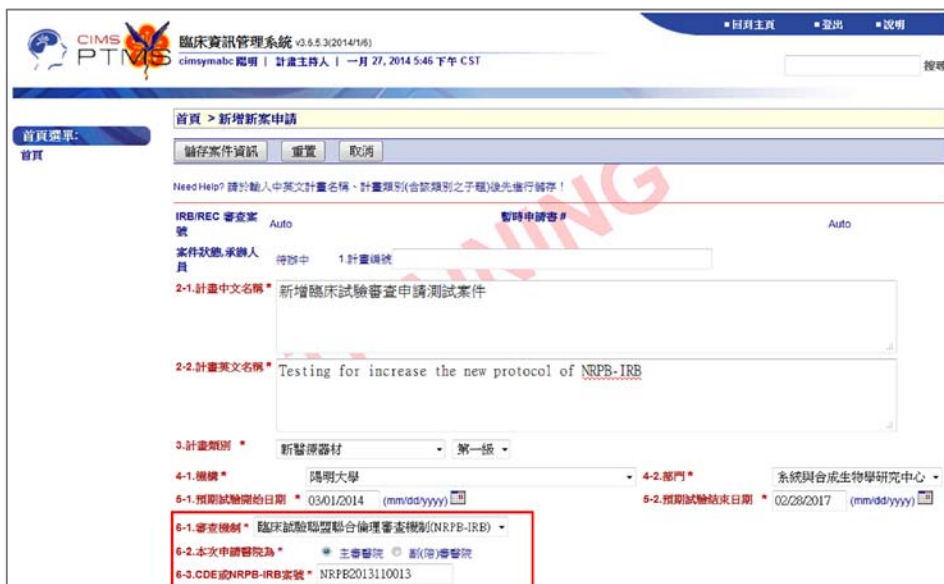 ▪回到主頁 ▪登出 ▪說明
CIMS
PTMS
臨床資訊管理系統 v3.6.5.3(2014/1/6)
cimsymabc 陽明 | 計畫主持人 | 一月 27, 2014 5:46 下午 CST
搜尋
首頁選單:
首頁
首頁 > 新增新案申請
儲存案件資訊 重置 取消
Need Help? 請於輸入中英文計畫名稱、計畫類別(含該類別之子題)後先進行儲存！
IRB/REC 審查案號 Auto 暫時申請書 # Auto
案件狀態,承辦人員 待辦中 1.計畫編號
2-1.計畫中文名稱 * 新增臨床試驗審查申請測試案件
2-2.計畫英文名稱 * Testing for increase the new protocol of NRPB-IRB
3.計畫類別 * 新醫療器材 第一級
4-1.機構 * 陽明大學 4-2.部門 * 系統與合成生物學研究中心
5-1.預期試驗開始日期 * 03/01/2014 (mm/dd/yyyy) 5-2.預期試驗結束日期 * 02/28/2017 (mm/dd/yyyy)
6-1.審查機制 * 臨床試驗聯盟聯合倫理審查機制(NRPB-IRB)
6-2.本次申請醫院為 * 主審醫院 副(陪)審醫院
6-3.CDE或NRPB-IRB案號 * NRPB2013110013